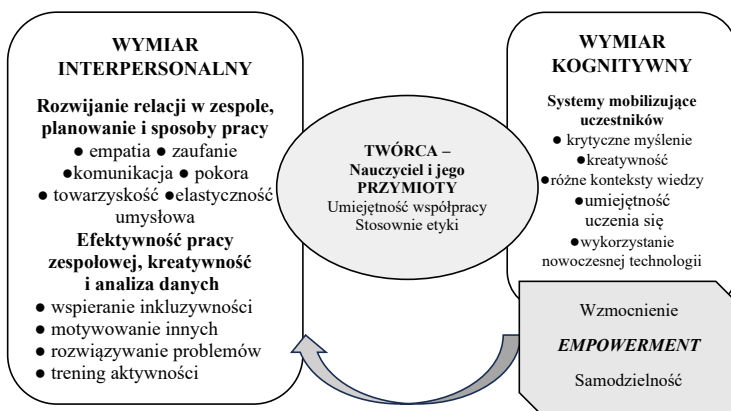 WYMIAR
INTERPERSONALNY
Rozwijanie relacji w zespole,
planowanie i sposoby pracy
● empatia ● zaufanie
●komunikacja ● pokora
● towarzyskość ●elastyczność
umysłowa
Efektywność pracy
zespołowej, kreatywność
i analiza danych
● wspieranie inkluzywności
● motywowanie innych
● rozwiązywanie problemów
● trening aktywności
TWÓRCA –
Nauczyciel i jego
PRZYMIOTY
Umiejętność współpracy
Stosownie etyki
WYMIAR
KOGNITYWNY
Systemy mobilizujące
uczestników
● krytyczne myślenie
●kreatywność
●różne konteksty wiedzy
●umiejętność
uczenia się
●wykorzystanie
nowoczesnej technologii
Wzmocnienie
EMPOWERMENT
Samodzielność